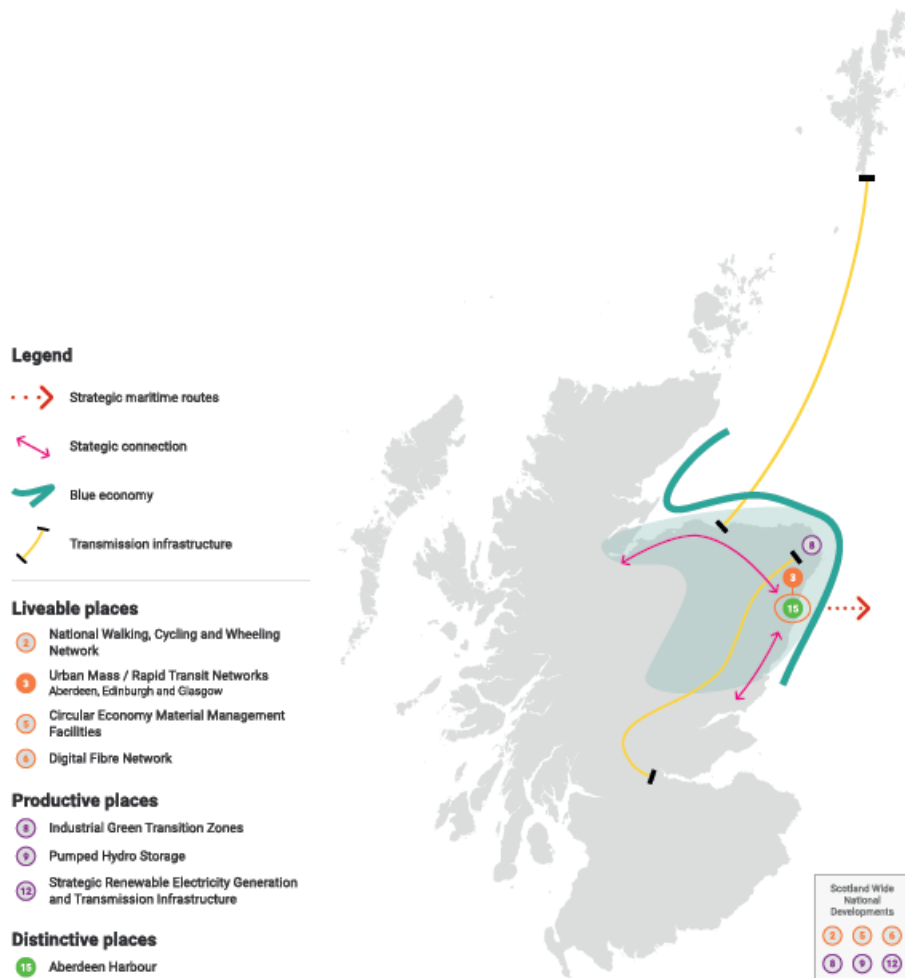 Legend
Strategic maritime routes
Stategic connection
Blue economy
Transmission infrastructure
Liveable places
2 National Walking, Cycling and Wheeling
Network
3 Urban Mass / Rapid Transit Networks
Aberdeen, Edinburgh and Glasgow
5 Circular Economy Material Management
Facilities
6 Digital Fibre Network
Productive places
8 Industrial Green Transition Zones
9 Pumped Hydro Storage
12 Strategic Renewable Electricity Generation
and Transmission Infrastructure
Distinctive places
15 Aberdeen Harbour
8
3
15
Scotland Wide
National
Developments
2 5 6
8 9 12